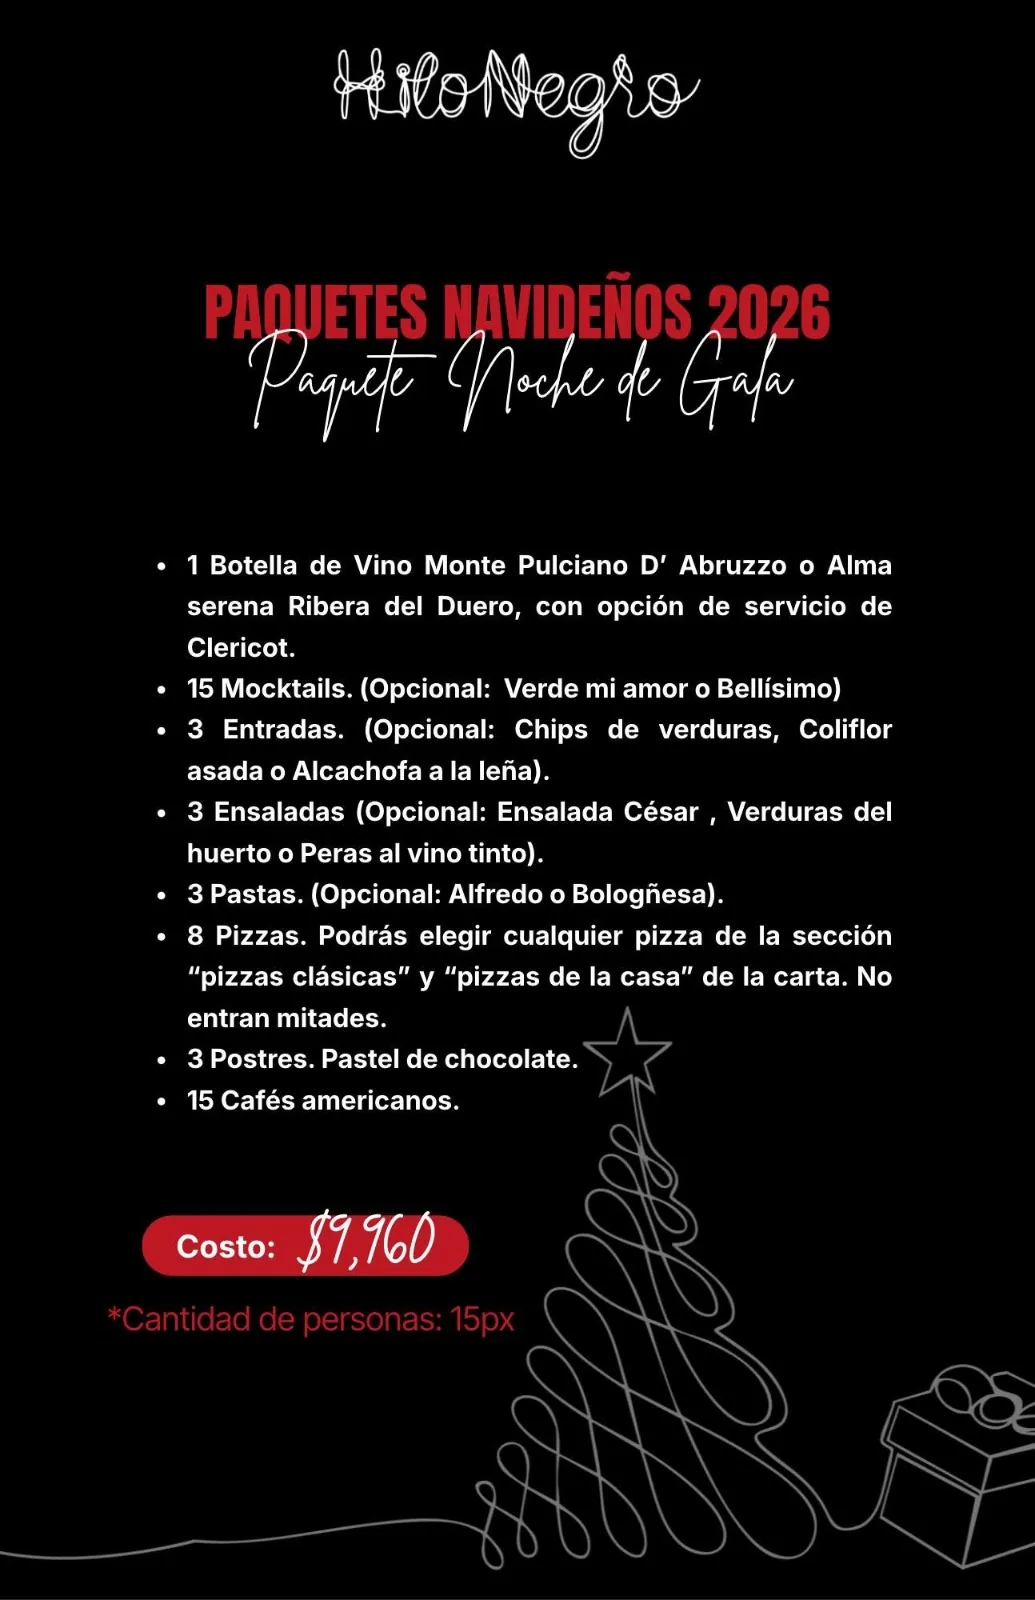 HiloNegro
PAQUETES NAVIDEÑOS 2026
Paquete Noche de Gala
• 1 Botella de Vino Monte Pulciano D’ Abruzzo o Alma
serena Ribera del Duero, con opción de servicio de
Clericot.
• 15 Mocktails. (Opcional:  Verde mi amor o Bellísimo)
• 3 Entradas. (Opcional: Chips de verduras, Coliflor
asada o Alcachofa a la leña).
• 3 Ensaladas (Opcional: Ensalada César , Verduras del
huerto o Peras al vino tinto).
• 3 Pastas. (Opcional: Alfredo o Bologñesa).
• 8 Pizzas. Podrás elegir cualquier pizza de la sección
“pizzas clásicas” y “pizzas de la casa” de la carta. No
entran mitades.
• 3 Postres. Pastel de chocolate.
• 15 Cafés americanos.
Costo: $9,960
*Cantidad de personas: 15px